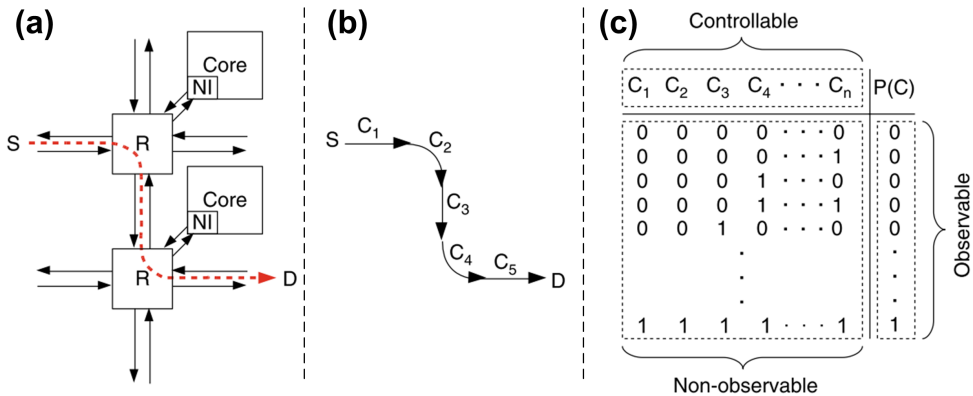 (a)
Core
NI
S
R
Core
NI
R
D
(b)
S
C1
C2
C3
C4
C5
D
(c)
Controllable
C1 C2 C3 C4 · · · Cn P(C)
0 0 0 0 · · · 0 0
0 0 0 0 · · · 1 0
0 0 0 1 · · · 0 0
0 0 0 1 · · · 1 0
0 0 1 0 · · · 0 0
1 1 1 1 · · · 1 1
Observable
Non-observable